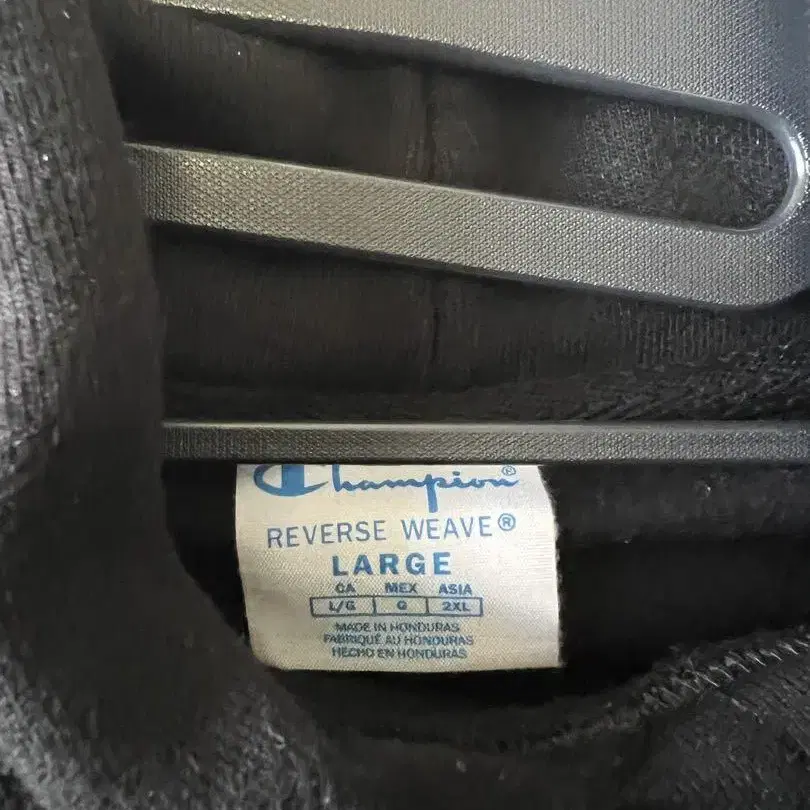 Champion®
REVERSE WEAVE®
LARGE
CA MEX ASIA
L/G G 2XL
MADE IN HONDURAS
FABRIQUÉ AU HONDURAS
HECHO EN HONDURAS